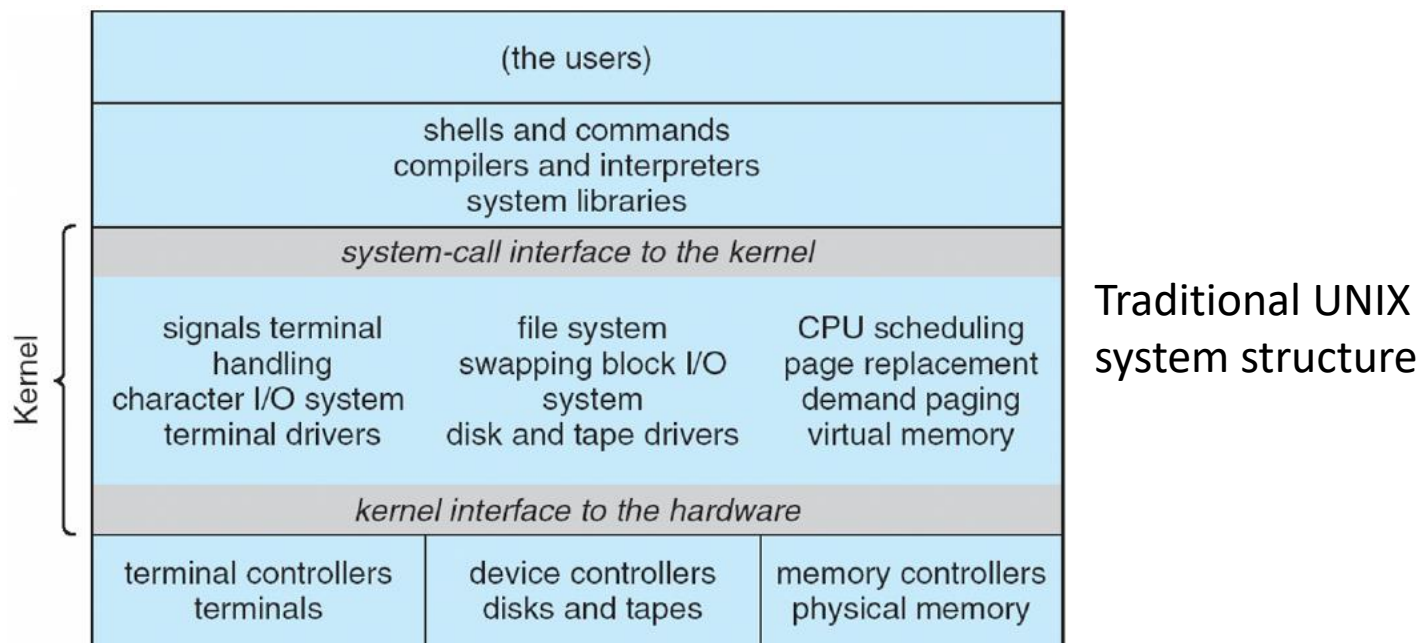 (the users)
shells and commands
compilers and interpreters
system libraries
Kernel
system-call interface to the kernel
signals terminal
handling
character I/O system
terminal drivers
file system
swapping block I/O
system
disk and tape drivers
CPU scheduling
page replacement
demand paging
virtual memory
kernel interface to the hardware
terminal controllers
terminals
device controllers
disks and tapes
memory controllers
physical memory
Traditional UNIX
system structure